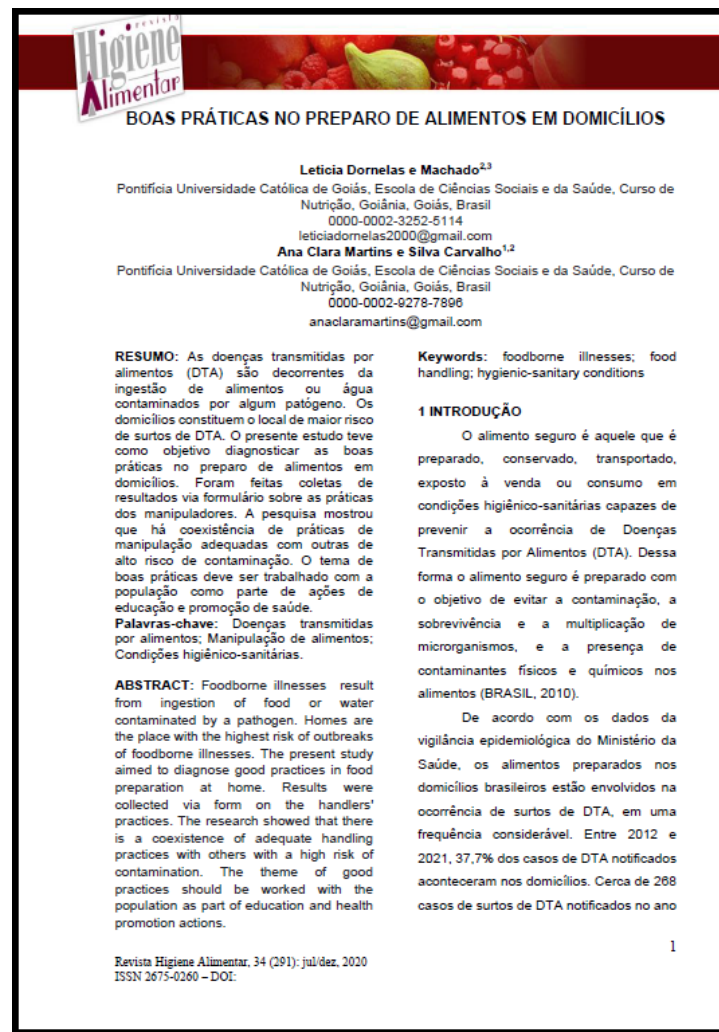 revista
Higiene
Alimentar
BOAS PRÁTICAS NO PREPARO DE ALIMENTOS EM DOMICÍLIOS
Leticia Dornelas e Machado2,3
Pontifícia Universidade Católica de Goiás, Escola de Ciências Sociais e da Saúde, Curso de
Nutrição, Goiânia, Goiás, Brasil
0000-0002-3252-5114
leticiadornelas2000@gmail.com
Ana Clara Martins e Silva Carvalho1,2
Pontifícia Universidade Católica de Goiás, Escola de Ciências Sociais e da Saúde, Curso de
Nutrição, Goiânia, Goiás, Brasil
0000-0002-9278-7896
anaclaramartins@gmail.com
RESUMO: As doenças transmitidas por
alimentos (DTA) são decorrentes da
ingestão de alimentos ou água
contaminados por algum patógeno. Os
domicílios constituem o local de maior risco
de surtos de DTA. O presente estudo teve
como objetivo diagnosticar as boas
práticas no preparo de alimentos em
domicílios. Foram feitas coletas de
resultados via formulário sobre as práticas
dos manipuladores. A pesquisa mostrou
que há coexistência de práticas de
manipulação adequadas com outras de
alto risco de contaminação. O tema de
boas práticas deve ser trabalhado com a
população como parte de ações de
educação e promoção de saúde.
Palavras-chave: Doenças transmitidas
por alimentos; Manipulação de alimentos;
Condições higiênico-sanitárias.
ABSTRACT: Foodborne illnesses result
from ingestion of food or water
contaminated by a pathogen. Homes are
the place with the highest risk of outbreaks
of foodborne illnesses. The present study
aimed to diagnose good practices in food
preparation at home. Results were
collected via form on the handlers'
practices. The research showed that there
is a coexistence of adequate handling
practices with others with a high risk of
contamination. The theme of good
practices should be worked with the
population as part of education and health
promotion actions.
Keywords: foodborne illnesses; food
handling; hygienic-sanitary conditions
1 INTRODUÇÃO
O alimento seguro é aquele que é
preparado, conservado, transportado,
exposto à venda ou consumo em
condições higiênico-sanitárias capazes de
prevenir a ocorrência de Doenças
Transmitidas por Alimentos (DTA). Dessa
forma o alimento seguro é preparado com
o objetivo de evitar a contaminação, a
sobrevivência e a multiplicação de
microrganismos, e a presença de
contaminantes físicos e químicos nos
alimentos (BRASIL, 2010).
De acordo com os dados da
vigilância epidemiológica do Ministério da
Saúde, os alimentos preparados nos
domicílios brasileiros estão envolvidos na
ocorrência de surtos de DTA, em uma
frequência considerável. Entre 2012 e
2021, 37,7% dos casos de DTA notificados
aconteceram nos domicílios. Cerca de 268
casos de surtos de DTA notificados no ano
1
Revista Higiene Alimentar, 34 (291): jul/dez, 2020
ISSN 2675-0260 – DOI: